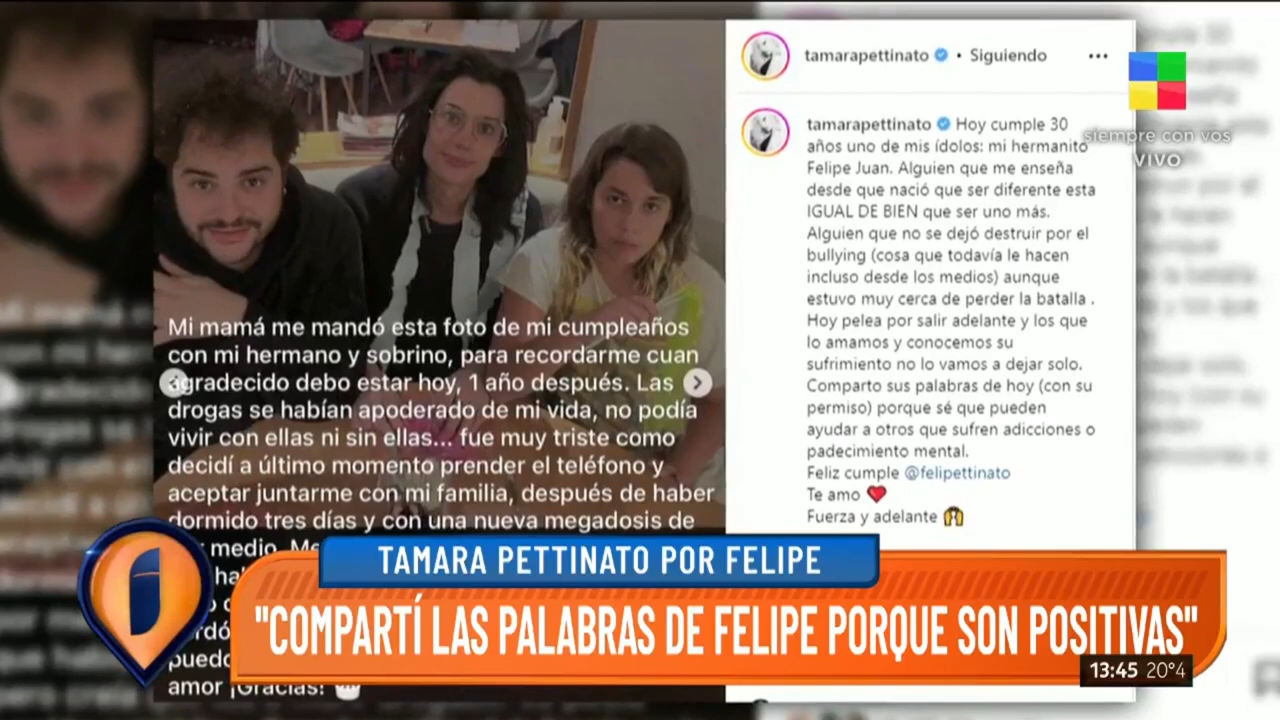 tamarapettinato • Siguiendo
tamarapettinato Hoy cumple 30
años uno de mis ídolos: mi hermanito
Felipe Juan. Alguien que me enseña
desde que nació que ser diferente esta
IGUAL DE BIEN que ser uno más.
Alguien que no se dejó destruir por el
bullying (cosa que todavía le hacen
incluso desde los medios) aunque
estuvo muy cerca de perder la batalla .
Hoy pelea por salir adelante y los que
lo amamos y conocemos su
sufrimiento no lo vamos a dejar solo.
Comparto sus palabras de hoy (con su
permiso) porque sé que pueden
ayudar a otros que sufren adicciones o
padecimiento mental.
Feliz cumple @felipettinato
Te amo ❤️
Fuerza y adelante 🙌
siempre con vos
VIVO
Mi mamá me mandó esta foto de mi cumpleaños
con mi hermano y sobrino, para recordarme cuan
agradecido debo estar hoy, 1 año después. Las
drogas se habían apoderado de mi vida, no podía
vivir con ellas ni sin ellas... fue muy triste como
decidí a último momento prender el teléfono y
aceptar juntarme con mi familia, después de haber
dormido tres días y con una nueva megadosis de
medio.
amor ¡Gracias!
TAMARA PETTINATO POR FELIPE
"COMPARTÍ LAS PALABRAS DE FELIPE PORQUE SON POSITIVAS"
13:45 20°4